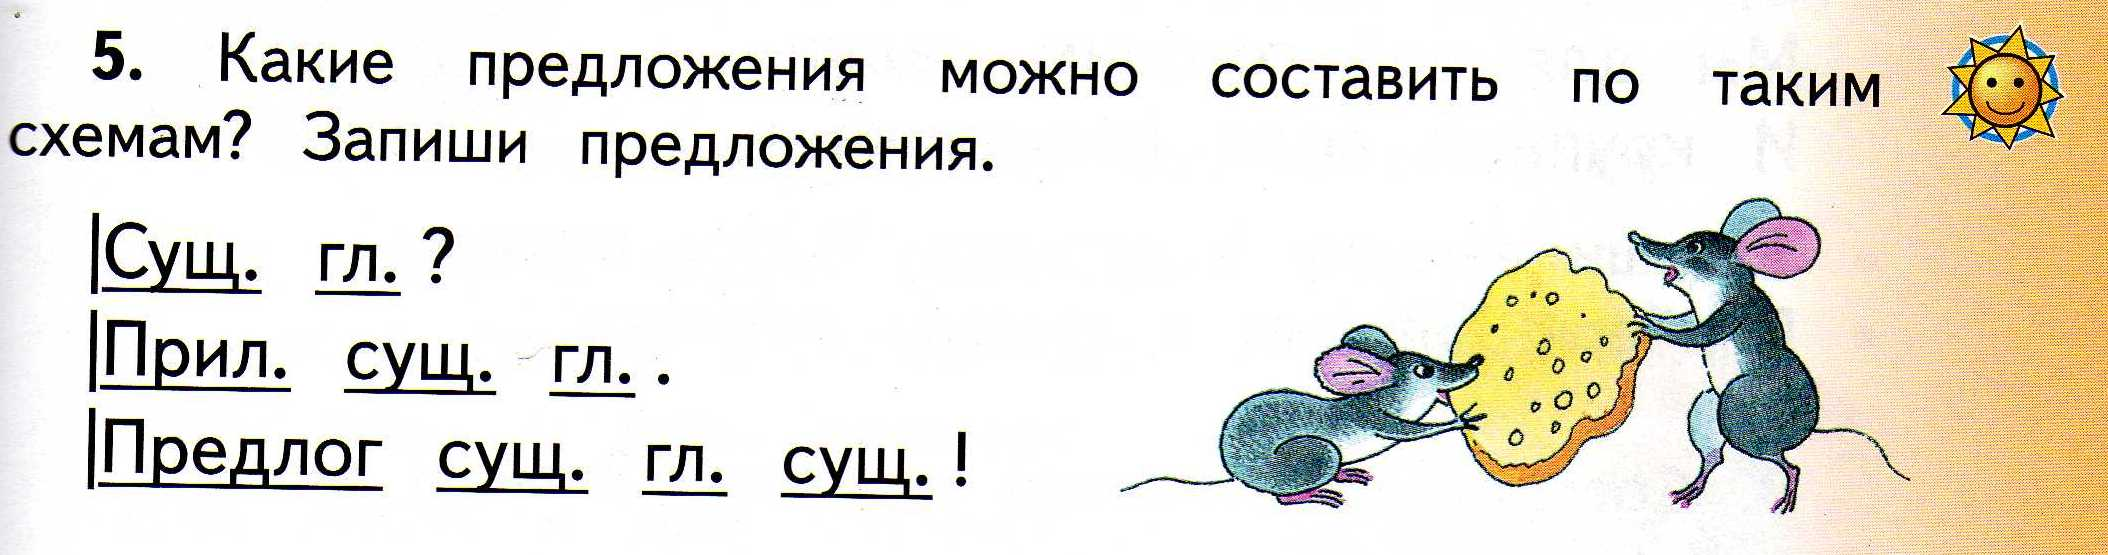 5. Какие предложения можно составить по таким
схемам? Запиши предложения.
Сущ. гл. ?
Прил. сущ. гл. .
Предлог сущ. гл. сущ. !